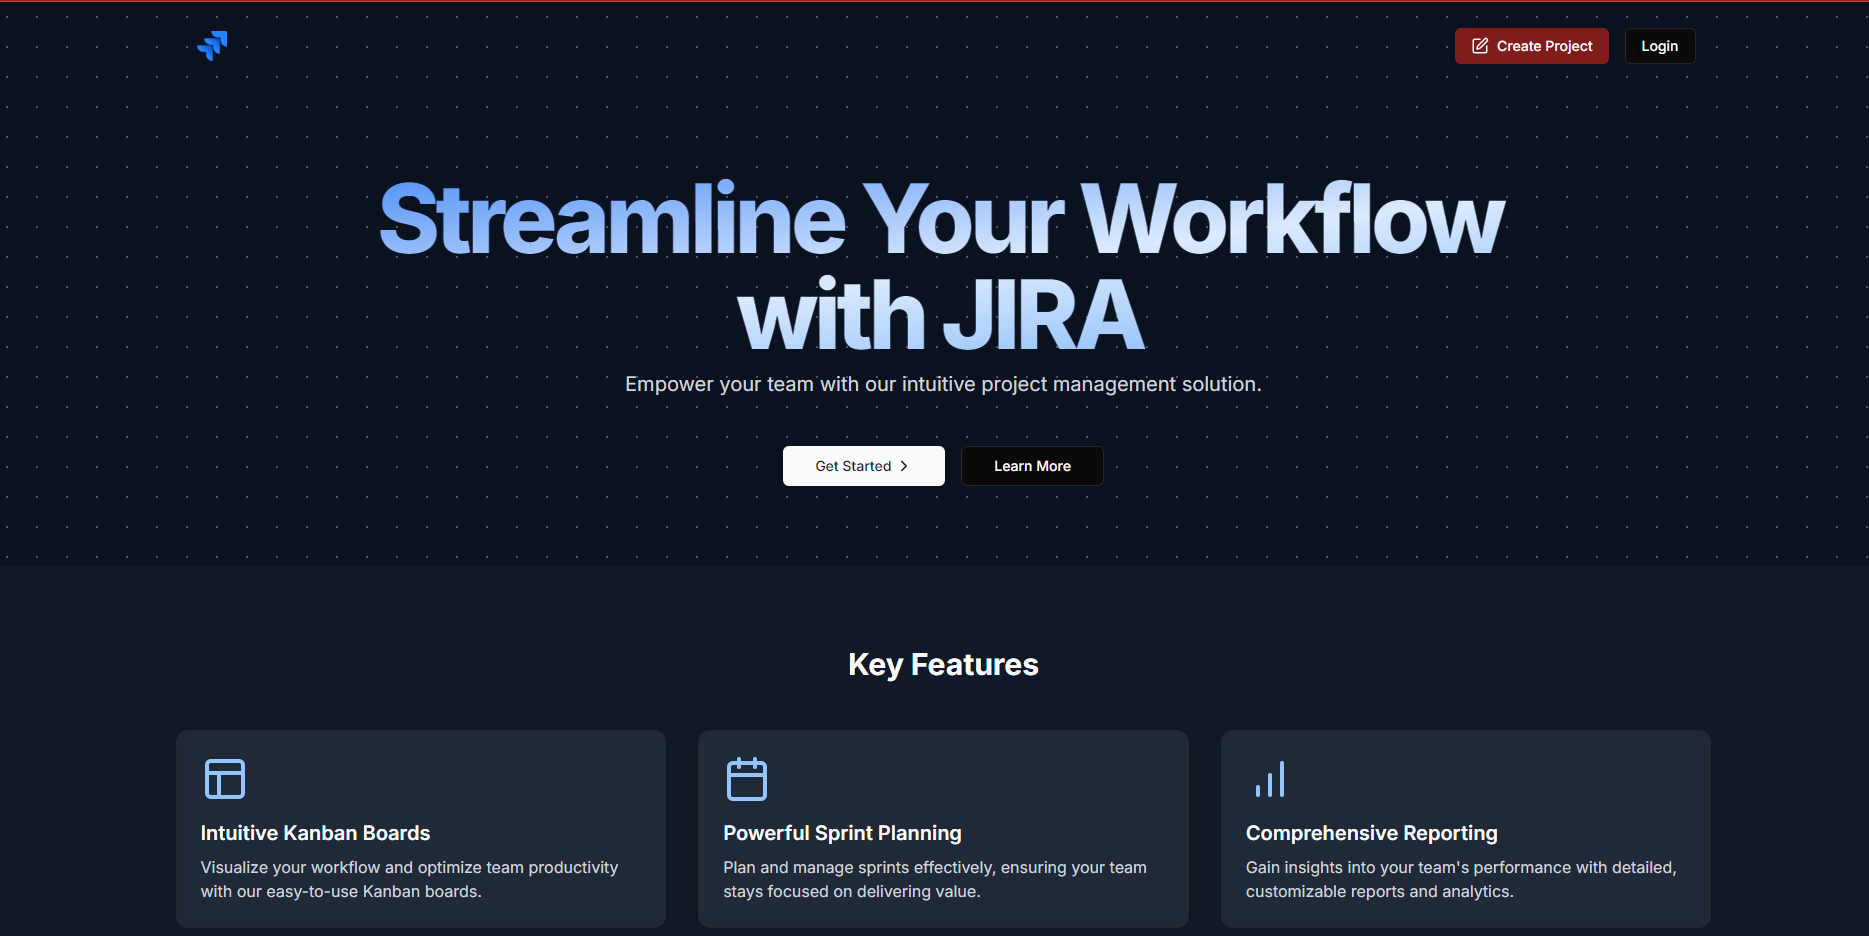 Create Project
Login
Streamline Your Workflow
with JIRA
Empower your team with our intuitive project management solution.
Get Started
Learn More
Key Features
Intuitive Kanban Boards
Visualize your workflow and optimize team productivity
with our easy-to-use Kanban boards.
Powerful Sprint Planning
Plan and manage sprints effectively, ensuring your team
stays focused on delivering value.
Comprehensive Reporting
Gain insights into your team's performance with detailed,
customizable reports and analytics.